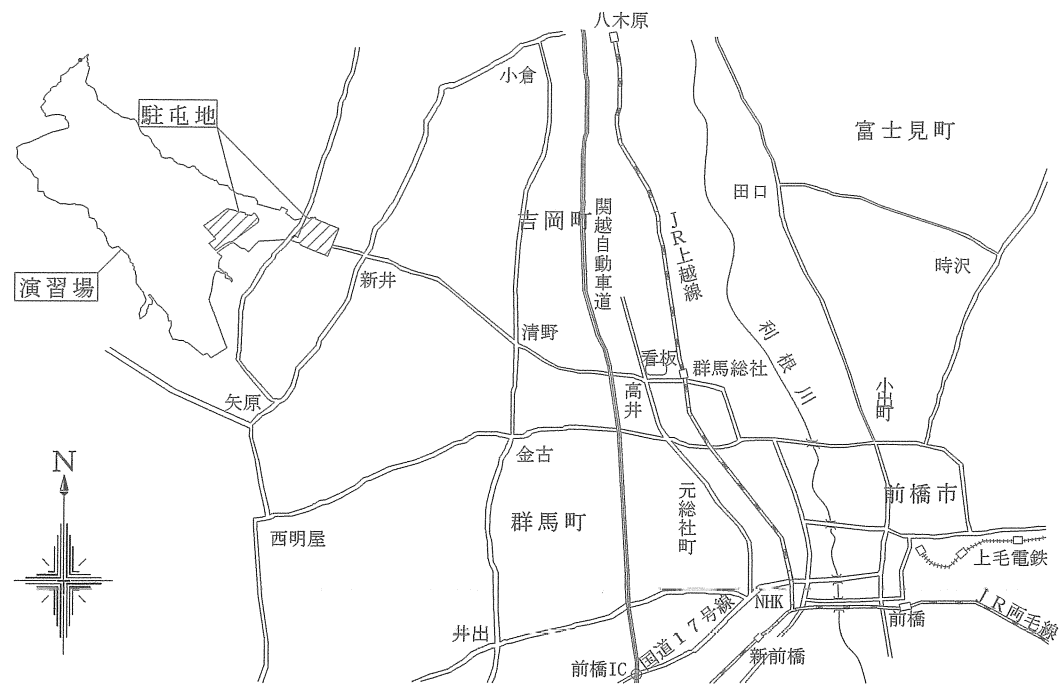 八木原
小倉
駐屯地
富士見町
田口
吉岡町
関越自動車道
JR上越線
時沢
演習場
新井
清野
利根川
看板
群馬総社
高井
小出町
矢原
金古
N
元総社町
前橋市
群馬町
西明屋
上毛電鉄
NHK
国道17号線
JR両毛線
前橋
井出
新前橋
前橋IC